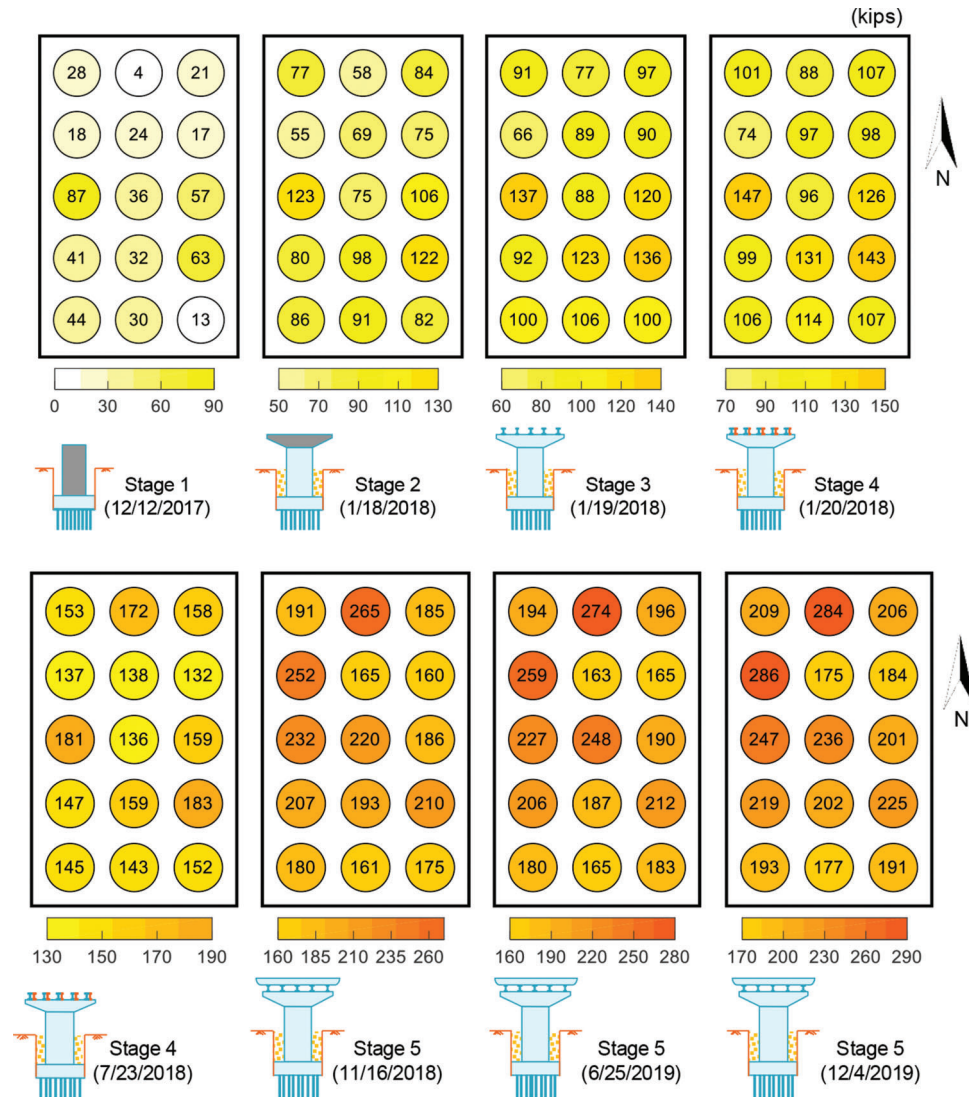 (kips)
28 4 21 77 58 84 91 77 97 101 88 107
18 24 17 55 69 75 66 89 90 74 97 98
N
87 36 57 123 75 106 137 88 120 147 96 126
41 32 63 80 98 122 92 123 136 99 131 143
44 30 13 86 91 82 100 106 100 106 114 107
0 30 60 90 50 70 90 110 130 60 80 100 120 140 70 90 110 130 150
Stage 1 Stage 2 Stage 3 Stage 4
(12/12/2017) (1/18/2018) (1/19/2018) (1/20/2018)
153 172 158 191 265 185 194 274 196 209 284 206
137 138 132 252 165 160 259 163 165 286 175 184
N
181 136 159 232 220 186 227 248 190 247 236 201
147 159 183 207 193 210 206 187 212 219 202 225
145 143 152 180 161 175 180 165 183 193 177 191
130 150 170 190 160 185 210 235 260 160 190 220 250 280 170 200 230 260 290
Stage 4 Stage 5 Stage 5 Stage 5
(7/23/2018) (11/16/2018) (6/25/2019) (12/4/2019)